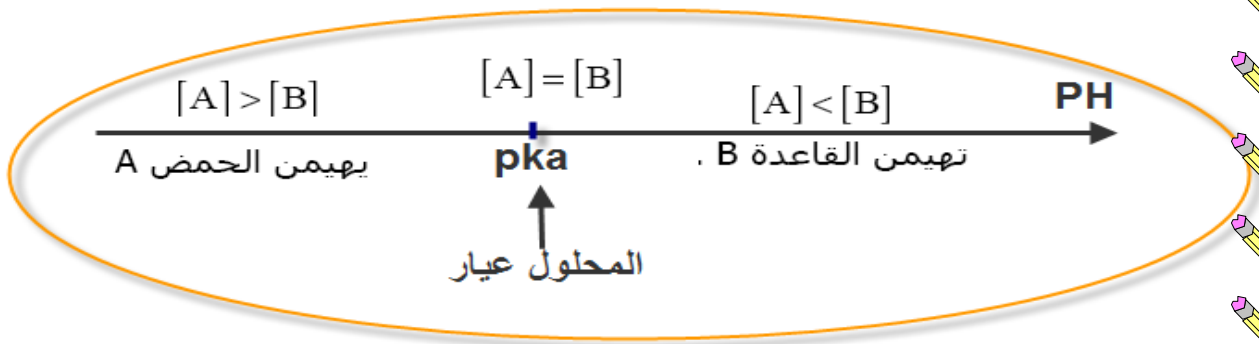 [A] > [B] [A] = [B] [A] < [B] PH
يهيمن الحمض A pka تهيمن القاعدة B .
المحلول عيار